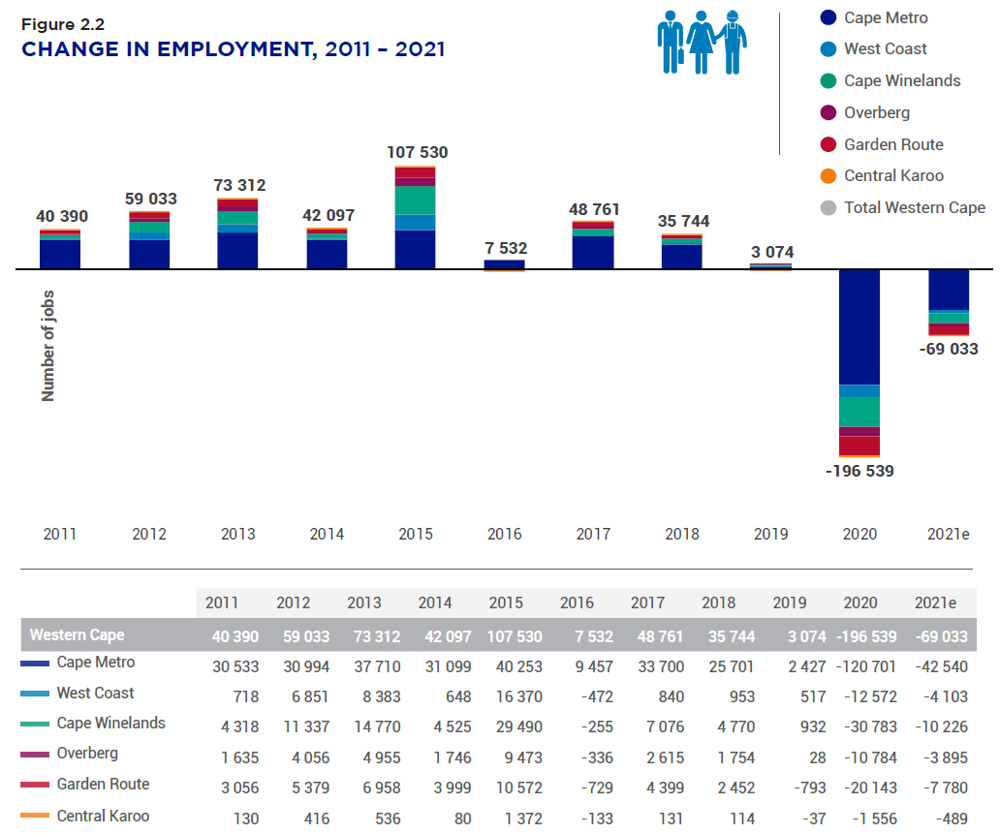 Figure 2.2
CHANGE IN EMPLOYMENT, 2011 – 2021
Cape Metro
West Coast
Cape Winelands
Overberg
Garden Route
Central Karoo
Total Western Cape
40 390
59 033
73 312
42 097
107 530
7 532
48 761
35 744
3 074
-196 539
-69 033
Number of jobs
2011 2012 2013 2014 2015 2016 2017 2018 2019 2020 2021e
2011 2012 2013 2014 2015 2016 2017 2018 2019 2020 2021e
Western Cape 40 390 59 033 73 312 42 097 107 530 7 532 48 761 35 744 3 074 -196 539 -69 033
Cape Metro 30 533 30 994 37 710 31 099 40 253 9 457 33 700 25 701 2 427 -120 701 -42 540
West Coast 718 6 851 8 383 648 16 370 -472 840 953 517 -12 572 -4 103
Cape Winelands 4 318 11 337 14 770 4 525 29 490 -255 7 076 4 770 932 -30 783 -10 226
Overberg 1 635 4 056 4 955 1 746 9 473 -336 2 615 1 754 28 -10 784 -3 895
Garden Route 3 056 5 379 6 958 3 999 10 572 -729 4 399 2 452 -793 -20 143 -7 780
Central Karoo 130 416 536 80 1 372 -133 131 114 -37 -1 556 -489